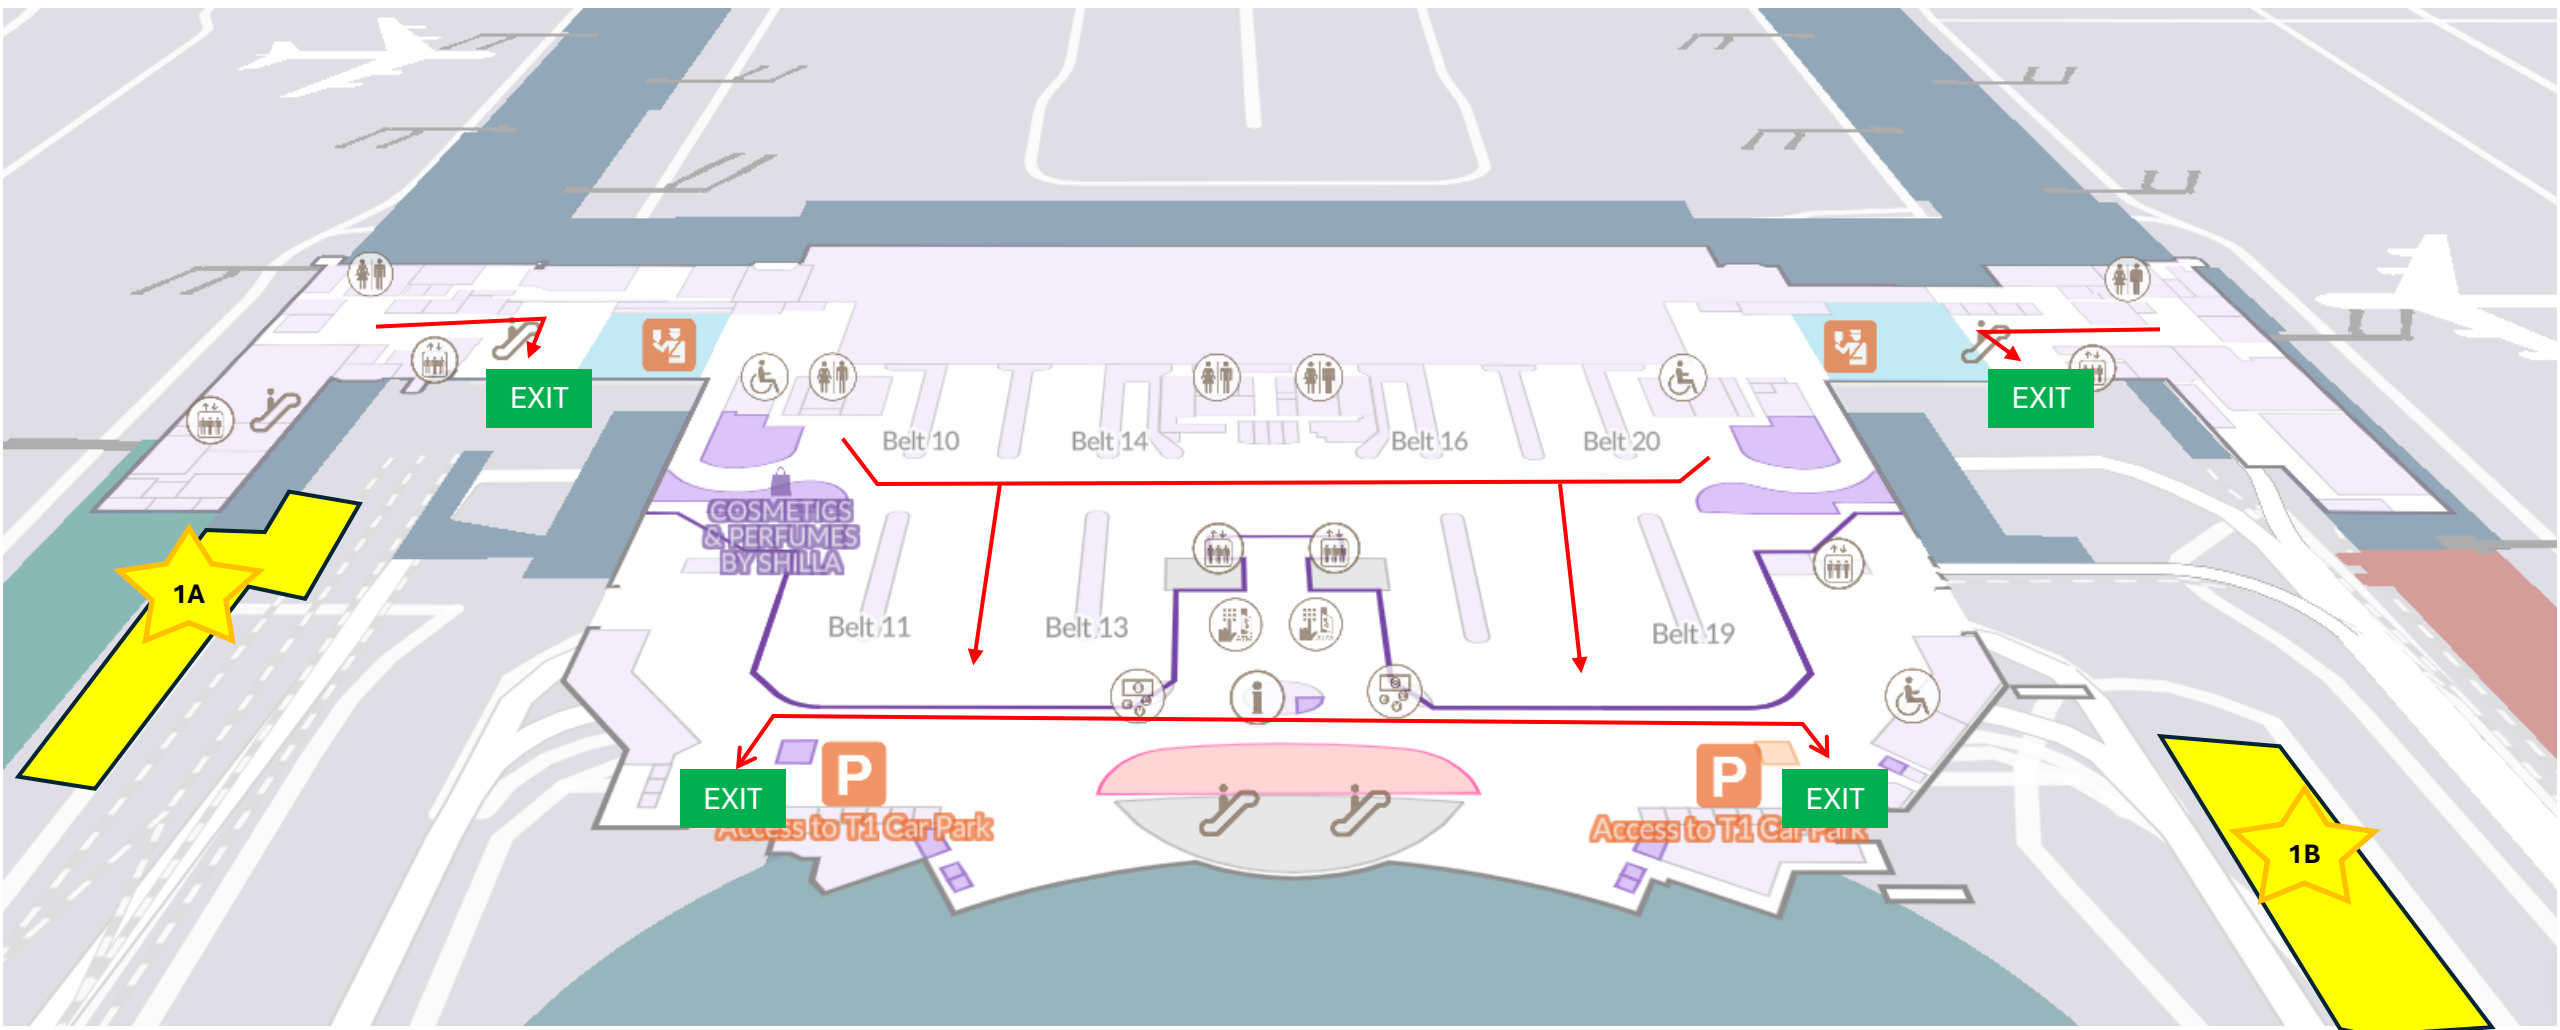 EXIT
EXIT
Belt 10
Belt 14
Belt 16
Belt 20
COSMETICS
& PERFUMES
BY SHILLA
1A
Belt 11
Belt 13
Belt 19
i
P
P
EXIT
EXIT
Access to T1 Car Park
Access to T1 Car Park
1B